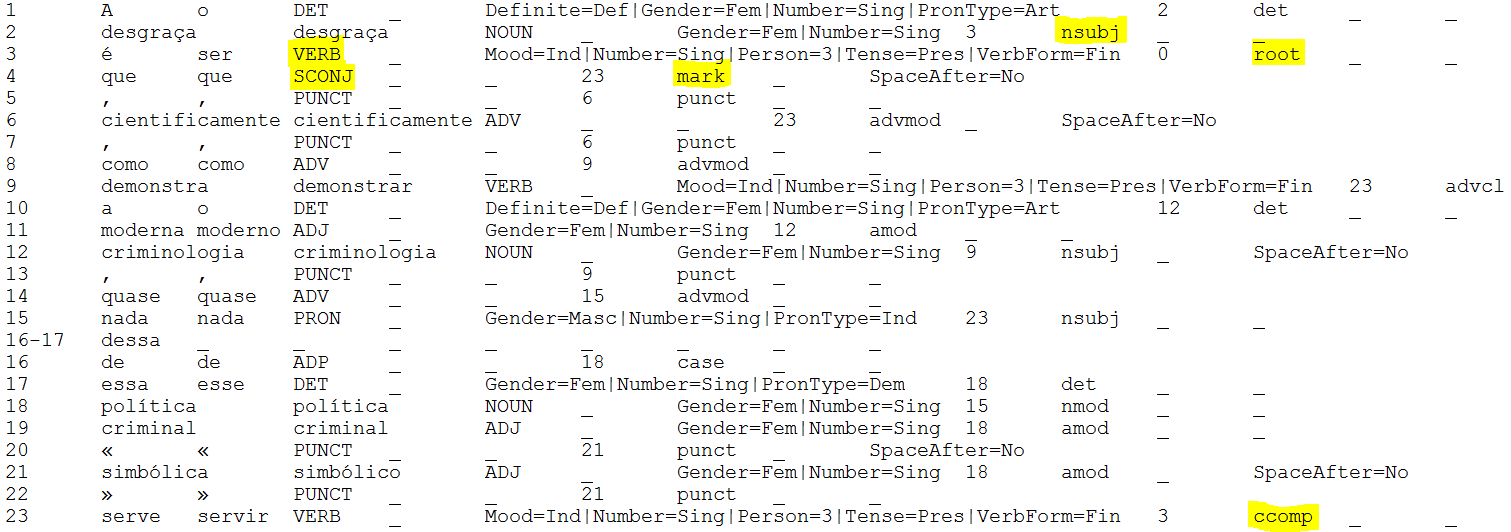 1 A o DET _ Definite=Def|Gender=Fem|Number=Sing|PronType=Art 2 det _ _
2 desgraça desgraça NOUN _ Gender=Fem|Number=Sing 3 nsubj _ _
3 é ser VERB _ Mood=Ind|Number=Sing|Person=3|Tense=Pres|VerbForm=Fin 0 root _ _
4 que que SCONJ _ _ 23 mark _ SpaceAfter=No
5 , , PUNCT _ _ 6 punct _ _
6 cientificamente cientificamente ADV _ _ 23 advmod _ SpaceAfter=No
7 , , PUNCT _ _ 6 punct _ _
8 como como ADV _ _ 9 advmod _ _
9 demonstra demonstrar VERB _ Mood=Ind|Number=Sing|Person=3|Tense=Pres|VerbForm=Fin 23 advcl
10 a o DET _ Definite=Def|Gender=Fem|Number=Sing|PronType=Art 12 det _ _
11 moderna moderno ADJ _ Gender=Fem|Number=Sing 12 amod _ _
12 criminologia criminologia NOUN _ Gender=Fem|Number=Sing 9 nsubj _ SpaceAfter=No
13 , , PUNCT _ _ 9 punct _ _
14 quase quase ADV _ _ 15 advmod _ _
15 nada nada PRON _ Gender=Masc|Number=Sing|PronType=Ind 23 nsubj _ _
16-17 dessa _ _ _ _ _ _ _ _
16 de de ADP _ _ 18 case _ _
17 essa esse DET _ Gender=Fem|Number=Sing|PronType=Dem 18 det _ _
18 política política NOUN _ Gender=Fem|Number=Sing 15 nmod _ _
19 criminal criminal ADJ _ Gender=Fem|Number=Sing 18 amod _ _
20 « « PUNCT _ _ 21 punct _ SpaceAfter=No
21 simbólica simbólico ADJ _ Gender=Fem|Number=Sing 18 amod _ SpaceAfter=No
22 » » PUNCT _ _ 21 punct _ _
23 serve servir VERB _ Mood=Ind|Number=Sing|Person=3|Tense=Pres|VerbForm=Fin 3 ccomp _ _